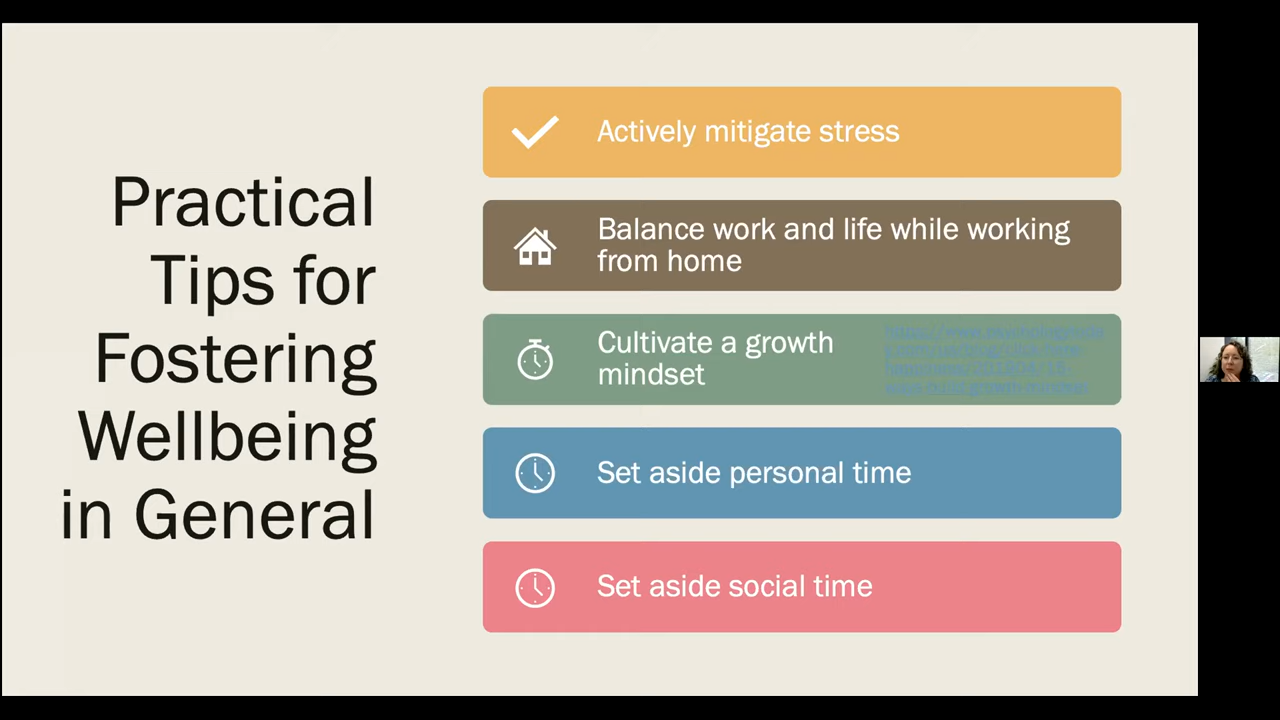 Practical
Tips for
Fostering
Wellbeing
in General
Actively mitigate stress
Balance work and life while working
from home
Cultivate a growth
mindset
Set aside personal time
Set aside social time